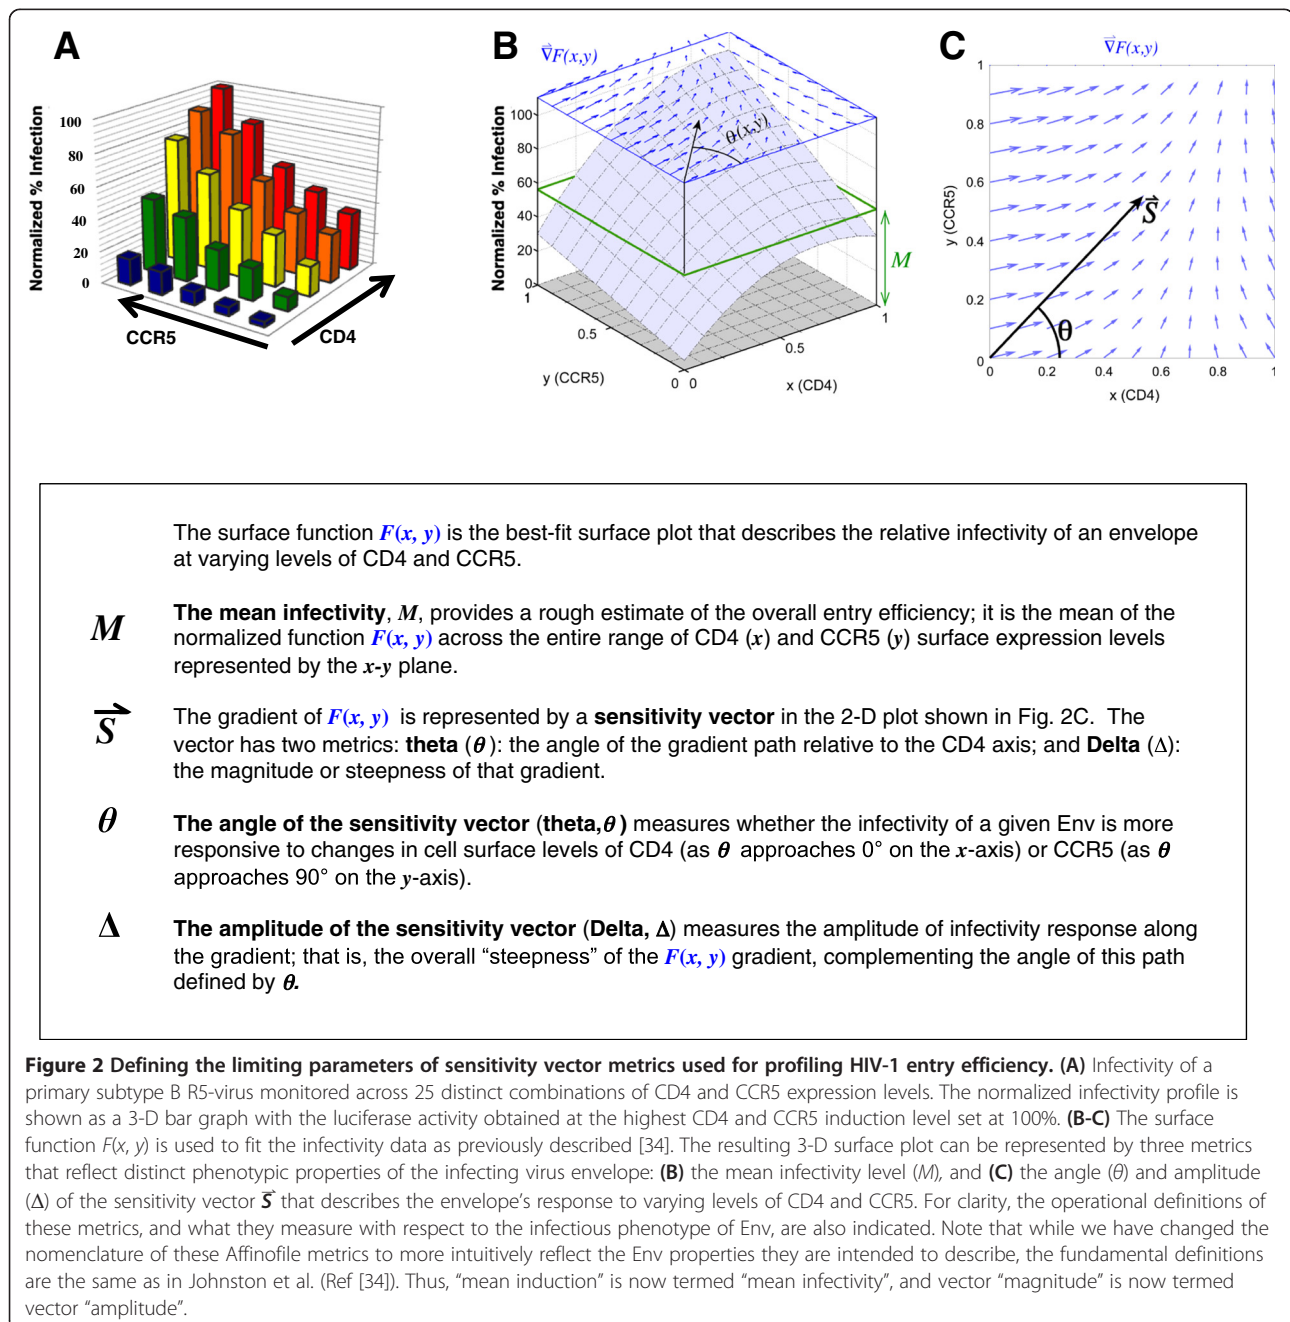 A
Normalized % Infection
100
80
60
40
20
0
CCR5
CD4
B
∇F(x,y)
θ(x,y)
Normalized % Infection
100
80
60
40
20
0
M
1
0.5
0
y (CCR5)
0
0.5
1
x (CD4)
C
∇F(x,y)
y (CCR5)
1
0.8
0.6
0.4
0.2
0
S
θ
0
0.2
0.4
0.6
0.8
1
x (CD4)
The surface function F(x, y) is the best-fit surface plot that describes the relative infectivity of an envelope
at varying levels of CD4 and CCR5.
M
The mean infectivity, M, provides a rough estimate of the overall entry efficiency; it is the mean of the
normalized function F(x, y) across the entire range of CD4 (x) and CCR5 (y) surface expression levels
represented by the x-y plane.
S
The gradient of F(x, y) is represented by a sensitivity vector in the 2-D plot shown in Fig. 2C. The
vector has two metrics: theta (θ): the angle of the gradient path relative to the CD4 axis; and Delta (Δ):
the magnitude or steepness of that gradient.
θ
The angle of the sensitivity vector (theta,θ) measures whether the infectivity of a given Env is more
responsive to changes in cell surface levels of CD4 (as θ approaches 0° on the x-axis) or CCR5 (as θ
approaches 90° on the y-axis).
Δ
The amplitude of the sensitivity vector (Delta, Δ) measures the amplitude of infectivity response along
the gradient; that is, the overall “steepness” of the F(x, y) gradient, complementing the angle of this path
defined by θ.
Figure 2 Defining the limiting parameters of sensitivity vector metrics used for profiling HIV-1 entry efficiency. (A) Infectivity of a
primary subtype B R5-virus monitored across 25 distinct combinations of CD4 and CCR5 expression levels. The normalized infectivity profile is
shown as a 3-D bar graph with the luciferase activity obtained at the highest CD4 and CCR5 induction level set at 100%. (B-C) The surface
function F(x, y) is used to fit the infectivity data as previously described [34]. The resulting 3-D surface plot can be represented by three metrics
that reflect distinct phenotypic properties of the infecting virus envelope: (B) the mean infectivity level (M), and (C) the angle (θ) and amplitude
(Δ) of the sensitivity vector S that describes the envelope’s response to varying levels of CD4 and CCR5. For clarity, the operational definitions of
these metrics, and what they measure with respect to the infectious phenotype of Env, are also indicated. Note that while we have changed the
nomenclature of these Affinofile metrics to more intuitively reflect the Env properties they are intended to describe, the fundamental definitions
are the same as in Johnston et al. (Ref [34]). Thus, “mean induction” is now termed “mean infectivity”, and vector “magnitude” is now termed
vector “amplitude”.